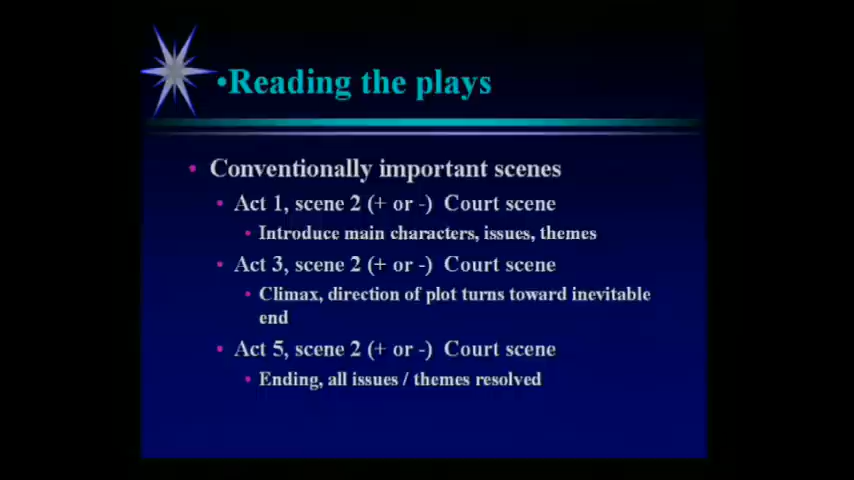 •Reading the plays
• Conventionally important scenes
• Act 1, scene 2 (+ or -) Court scene
• Introduce main characters, issues, themes
• Act 3, scene 2 (+ or -) Court scene
• Climax, direction of plot turns toward inevitable
end
• Act 5, scene 2 (+ or -) Court scene
• Ending, all issues / themes resolved